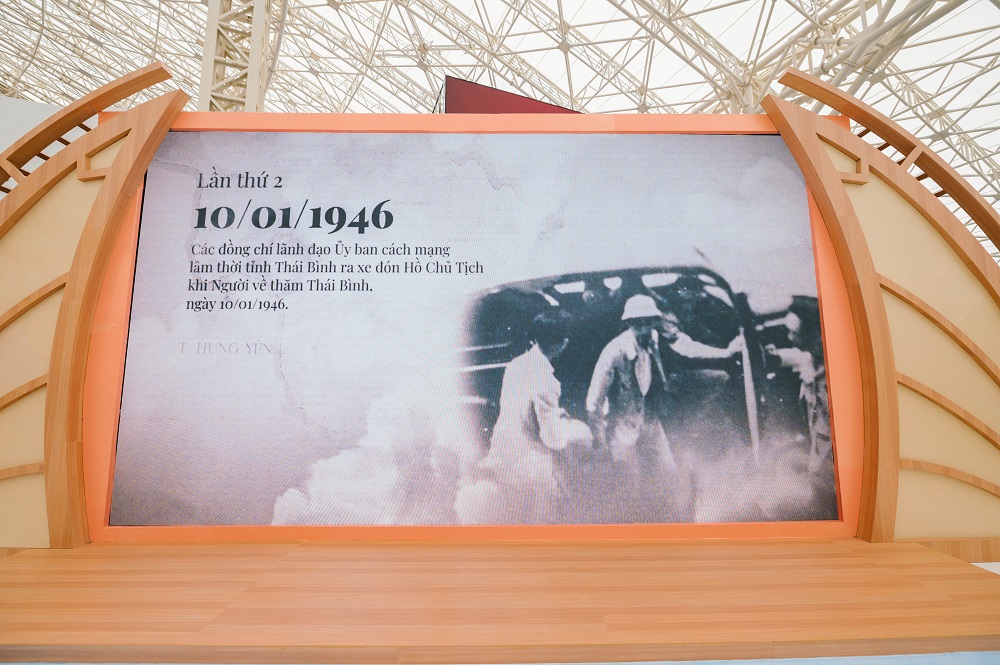 Lần thứ 2
10/01/1946
Các đồng chí lãnh đạo Ủy ban cách mạng
lâm thời tỉnh Thái Bình ra xe đón Hồ Chủ Tịch
khi Người về thăm Thái Bình,
ngày 10/01/1946.
HƯNG YÊN